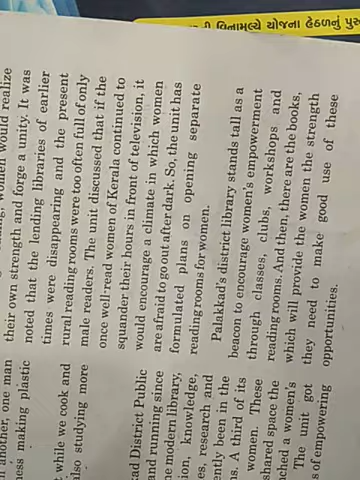 વિનામૂલ્યે યોજના હેઠળનું
women would realize
their own strength and forge a unity. It was
noted that the lending libraries of earlier
times were disappearing and the present
rural reading rooms were too often full of only
male readers. The unit discussed that if the
once well-read women of Kerala continued to
squander their hours in front of television, it
would encourage a climate in which women
are afraid to go out after dark. So, the unit has
formulated plans on opening separate
reading rooms for women.
Palakkad's district library stands tall as a
beacon to encourage women's empowerment
through classes, clubs, workshops and
reading rooms. And then, there are the books,
which will provide the women the strength
they need to make good use of these
opportunities.
another, one man
making plastic
while we cook and
also studying more
District Public
and running since
modern library,
knowledge,
research and
been in the
A third of its
women. These
shared space the
a women's
The unit got
of empowering